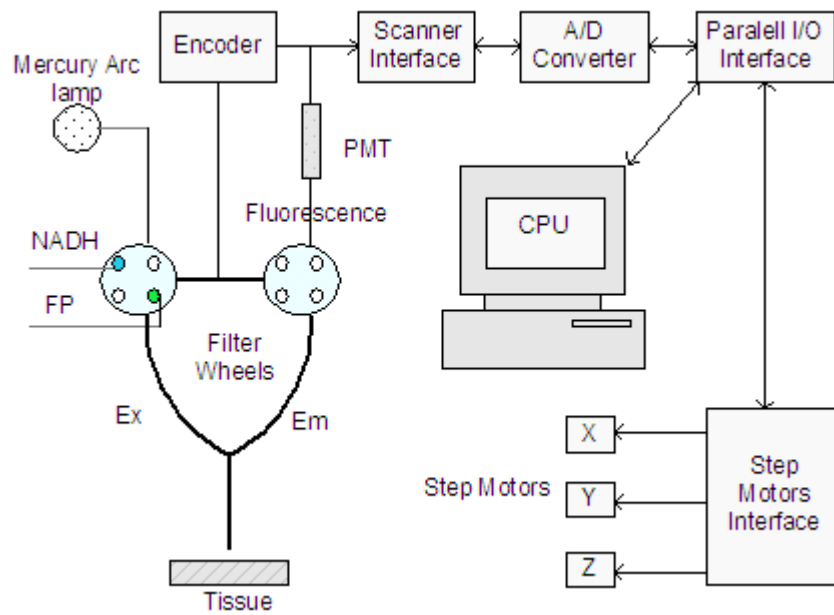 Encoder
Scanner
Interface
A/D
Converter
Paralell I/O
Interface
Mercury Arc
lamp
PMT
Fluorescence
CPU
NADH
FP
Filter
Wheels
Ex
Em
X
Step Motors
Y
Z
Step
Motors
Interface
Tissue